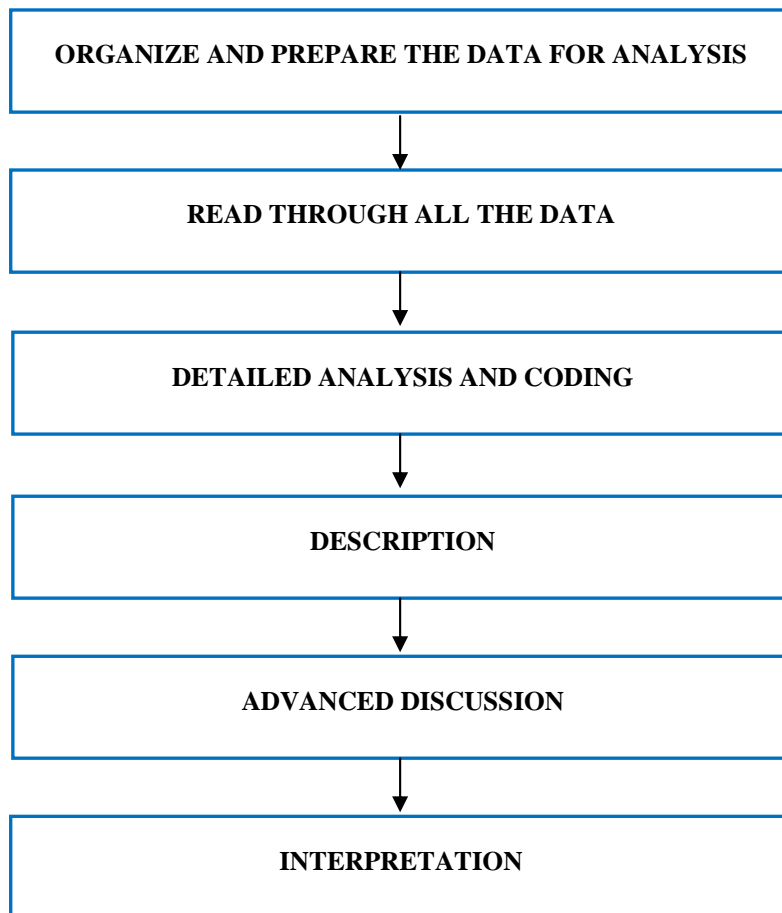 ORGANIZE AND PREPARE THE DATA FOR ANALYSIS
READ THROUGH ALL THE DATA
DETAILED ANALYSIS AND CODING
DESCRIPTION
ADVANCED DISCUSSION
INTERPRETATION